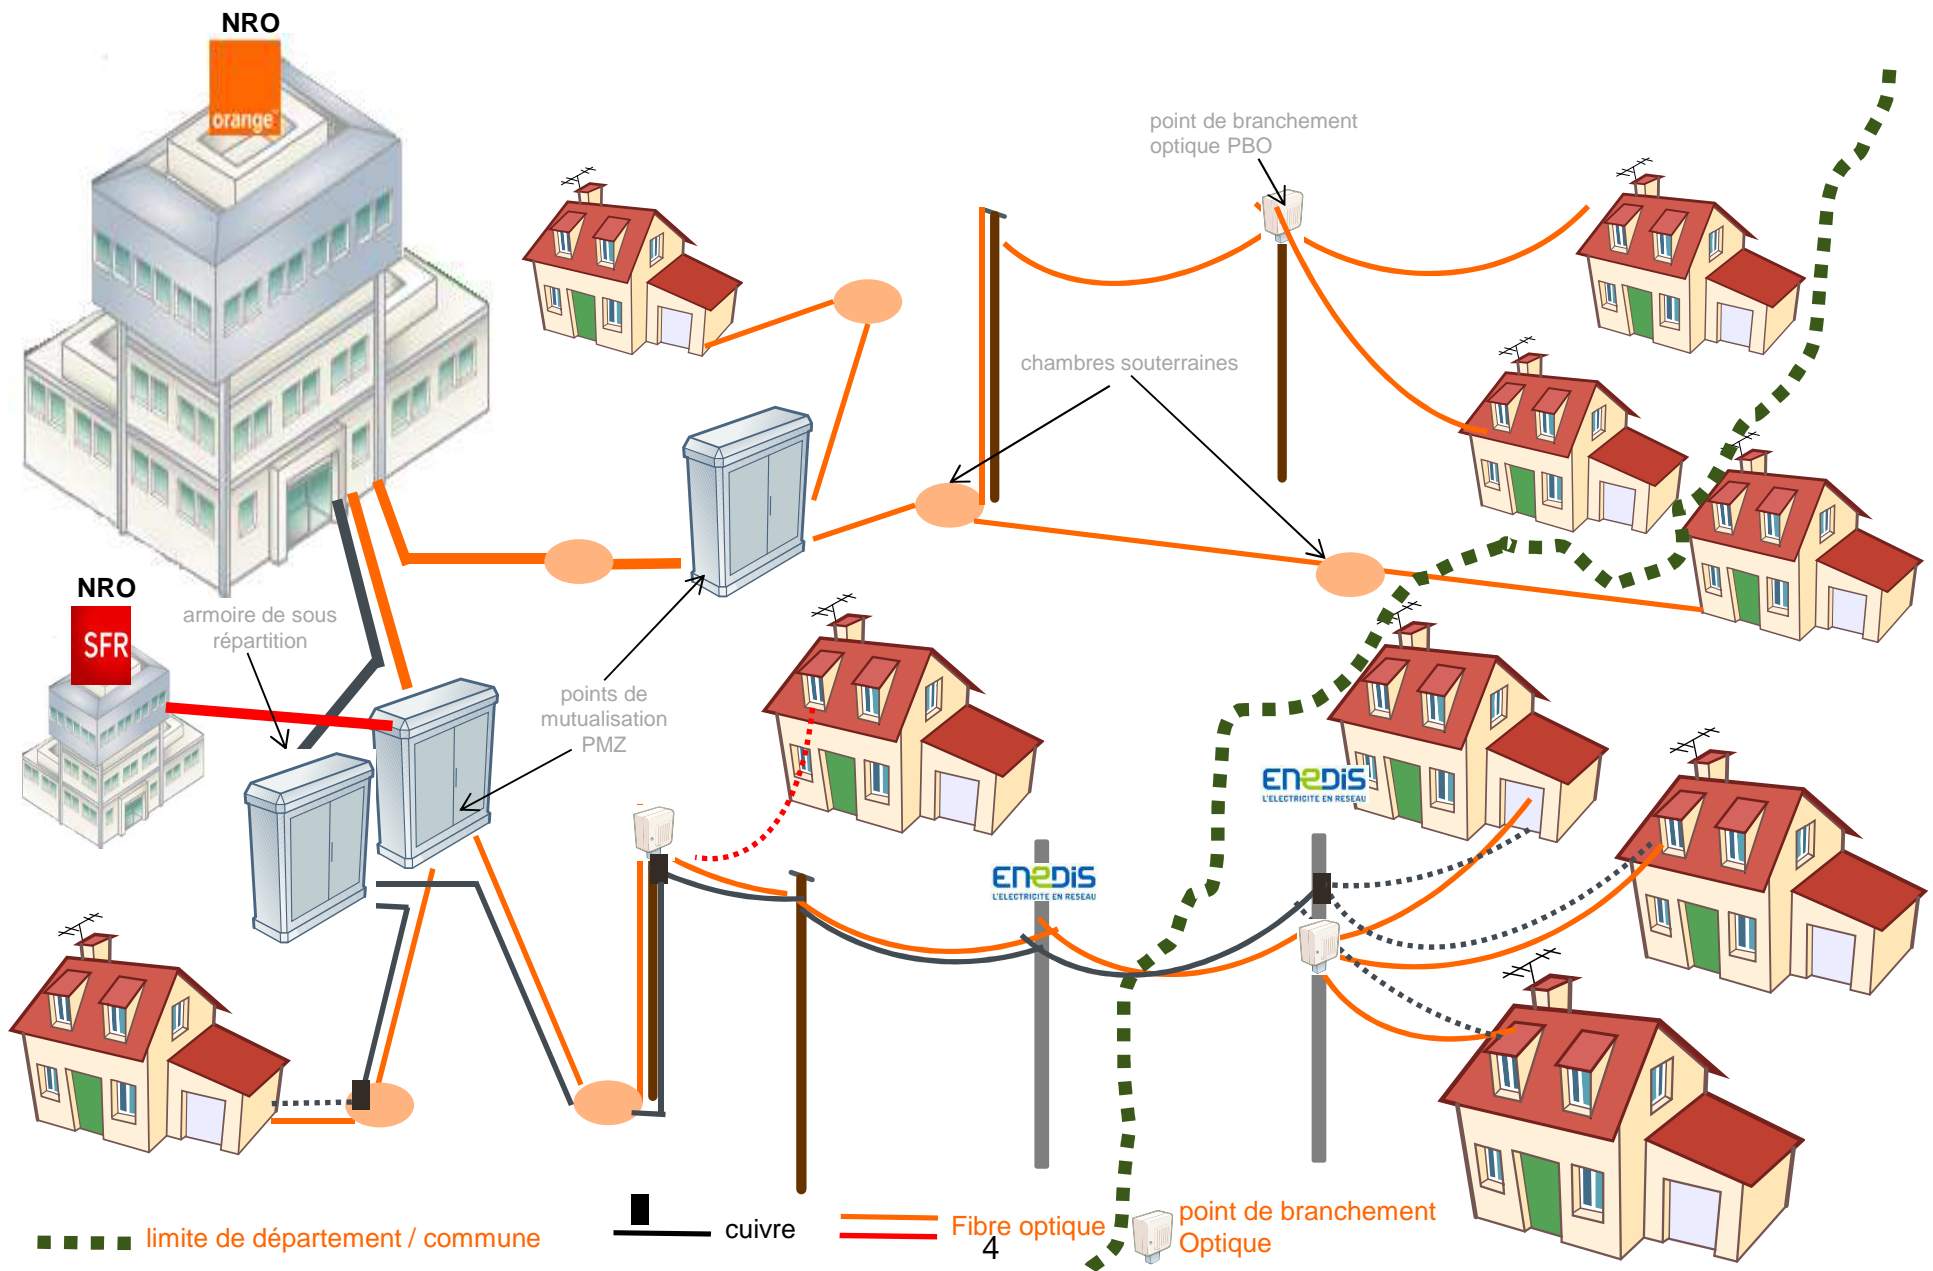 NRO
orange™
point de branchement
optique PBO
chambres souterraines
NRO
SFR
armoire de sous
répartition
points de
mutualisation
PMZ
ENEDIS
L'ELECTRICITE EN RESEAU
ENEDIS
L'ELECTRICITE EN RESEAU
limite de département / commune
cuivre
Fibre optique
point de branchement
Optique
4